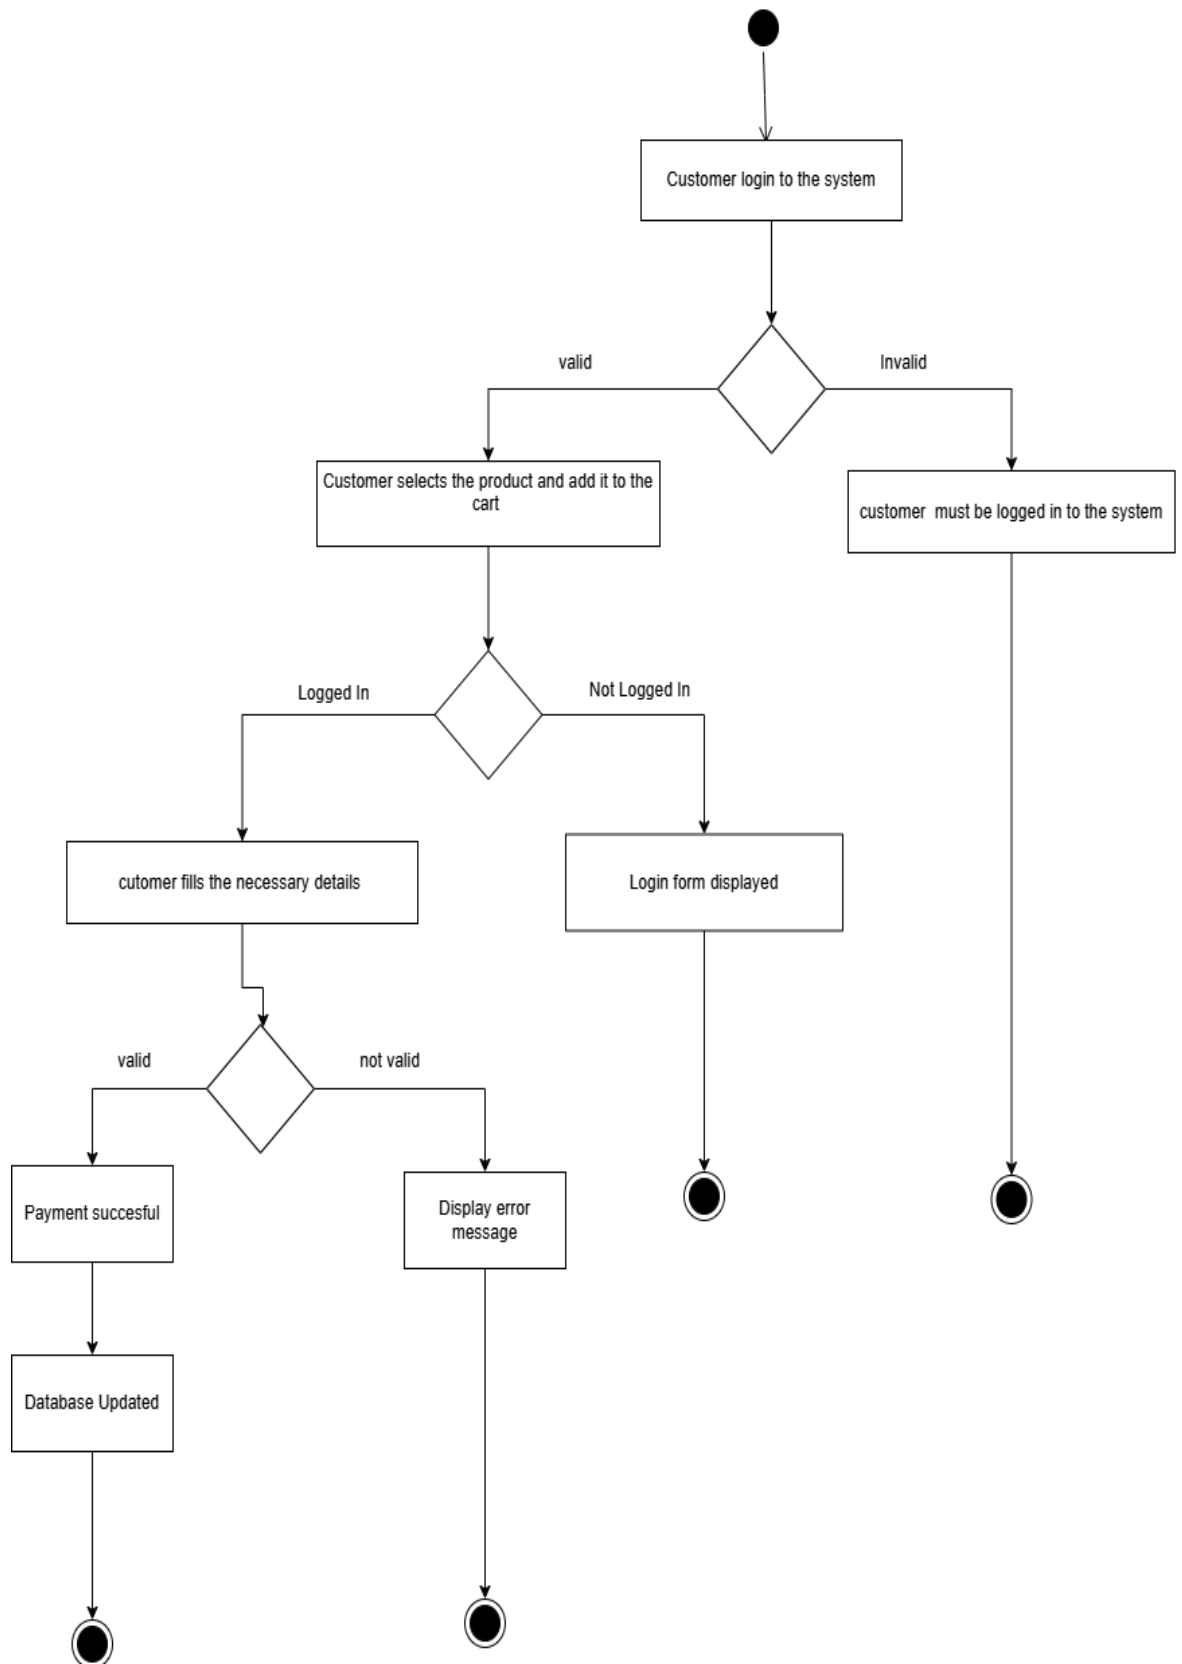 Customer login to the system
valid
Invalid
Customer selects the product and add it to the
cart
customer  must be logged in to the system
Logged In
Not Logged In
cutomer fills the necessary details
Login form displayed
valid
not valid
Payment succesful
Display error
message
Database Updated